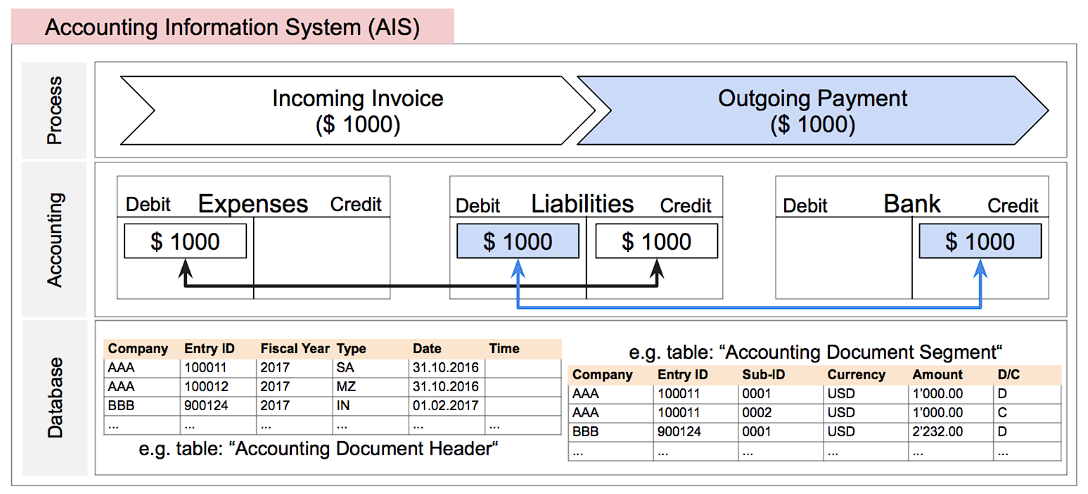 Accounting Information System (AIS)
Process
Incoming Invoice
($ 1000)
Outgoing Payment
($ 1000)
Accounting
Debit Expenses Credit
$ 1000
Debit Liabilities Credit
$ 1000 $ 1000
Debit Bank Credit
$ 1000
Database
Company Entry ID Fiscal Year Type Date Time
AAA 100011 2017 SA 31.10.2016
AAA 100012 2017 MZ 31.10.2016
BBB 900124 2017 IN 01.02.2017
... ... ... ... ... ...
e.g. table: “Accounting Document Header“
e.g. table: “Accounting Document Segment“
Company Entry ID Sub-ID Currency Amount D/C
AAA 100011 0001 USD 1'000.00 D
AAA 100011 0002 USD 1'000.00 C
BBB 900124 0001 USD 2'232.00 D
... ... ... ... ... ...